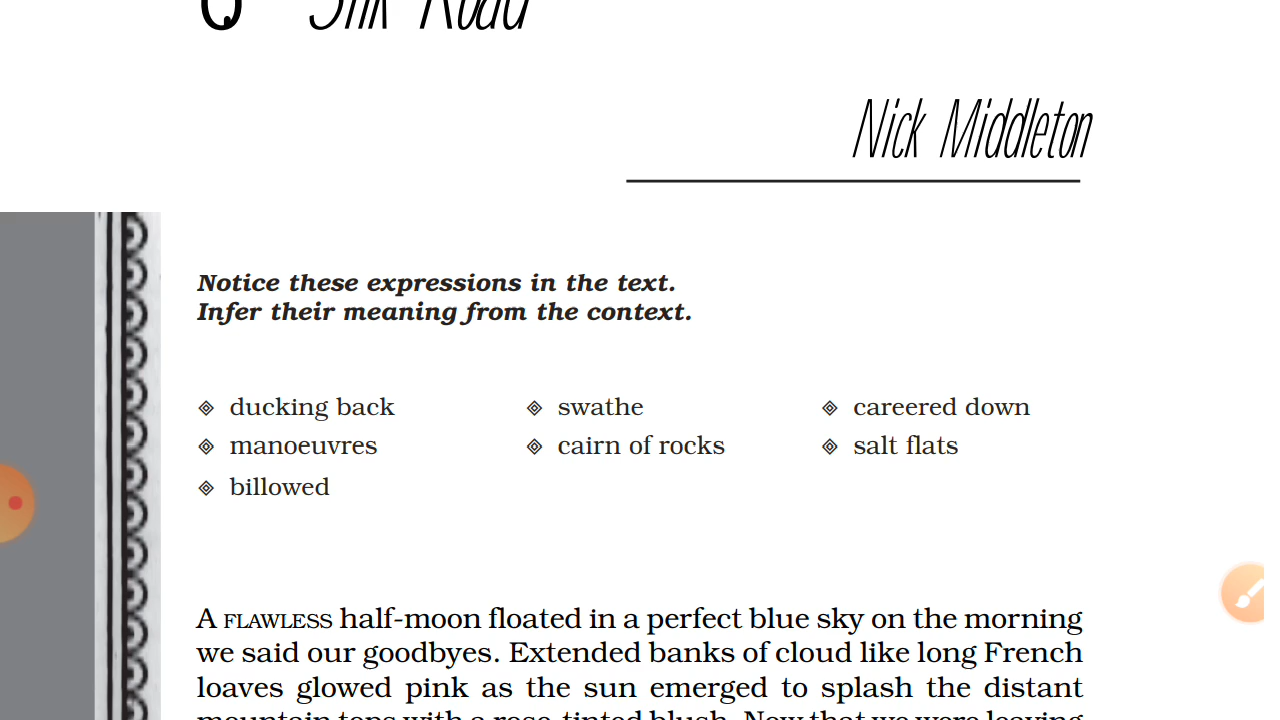 Silk Road
Nick Middleton
Notice these expressions in the text.
Infer their meaning from the context.
ducking back swathe careered down
manoeuvres cairn of rocks salt flats
billowed
A FLAWLESS half-moon floated in a perfect blue sky on the morning
we said our goodbyes. Extended banks of cloud like long French
loaves glowed pink as the sun emerged to splash the distant
mountain tops with a rose-tinted blush. Now that we were leaving